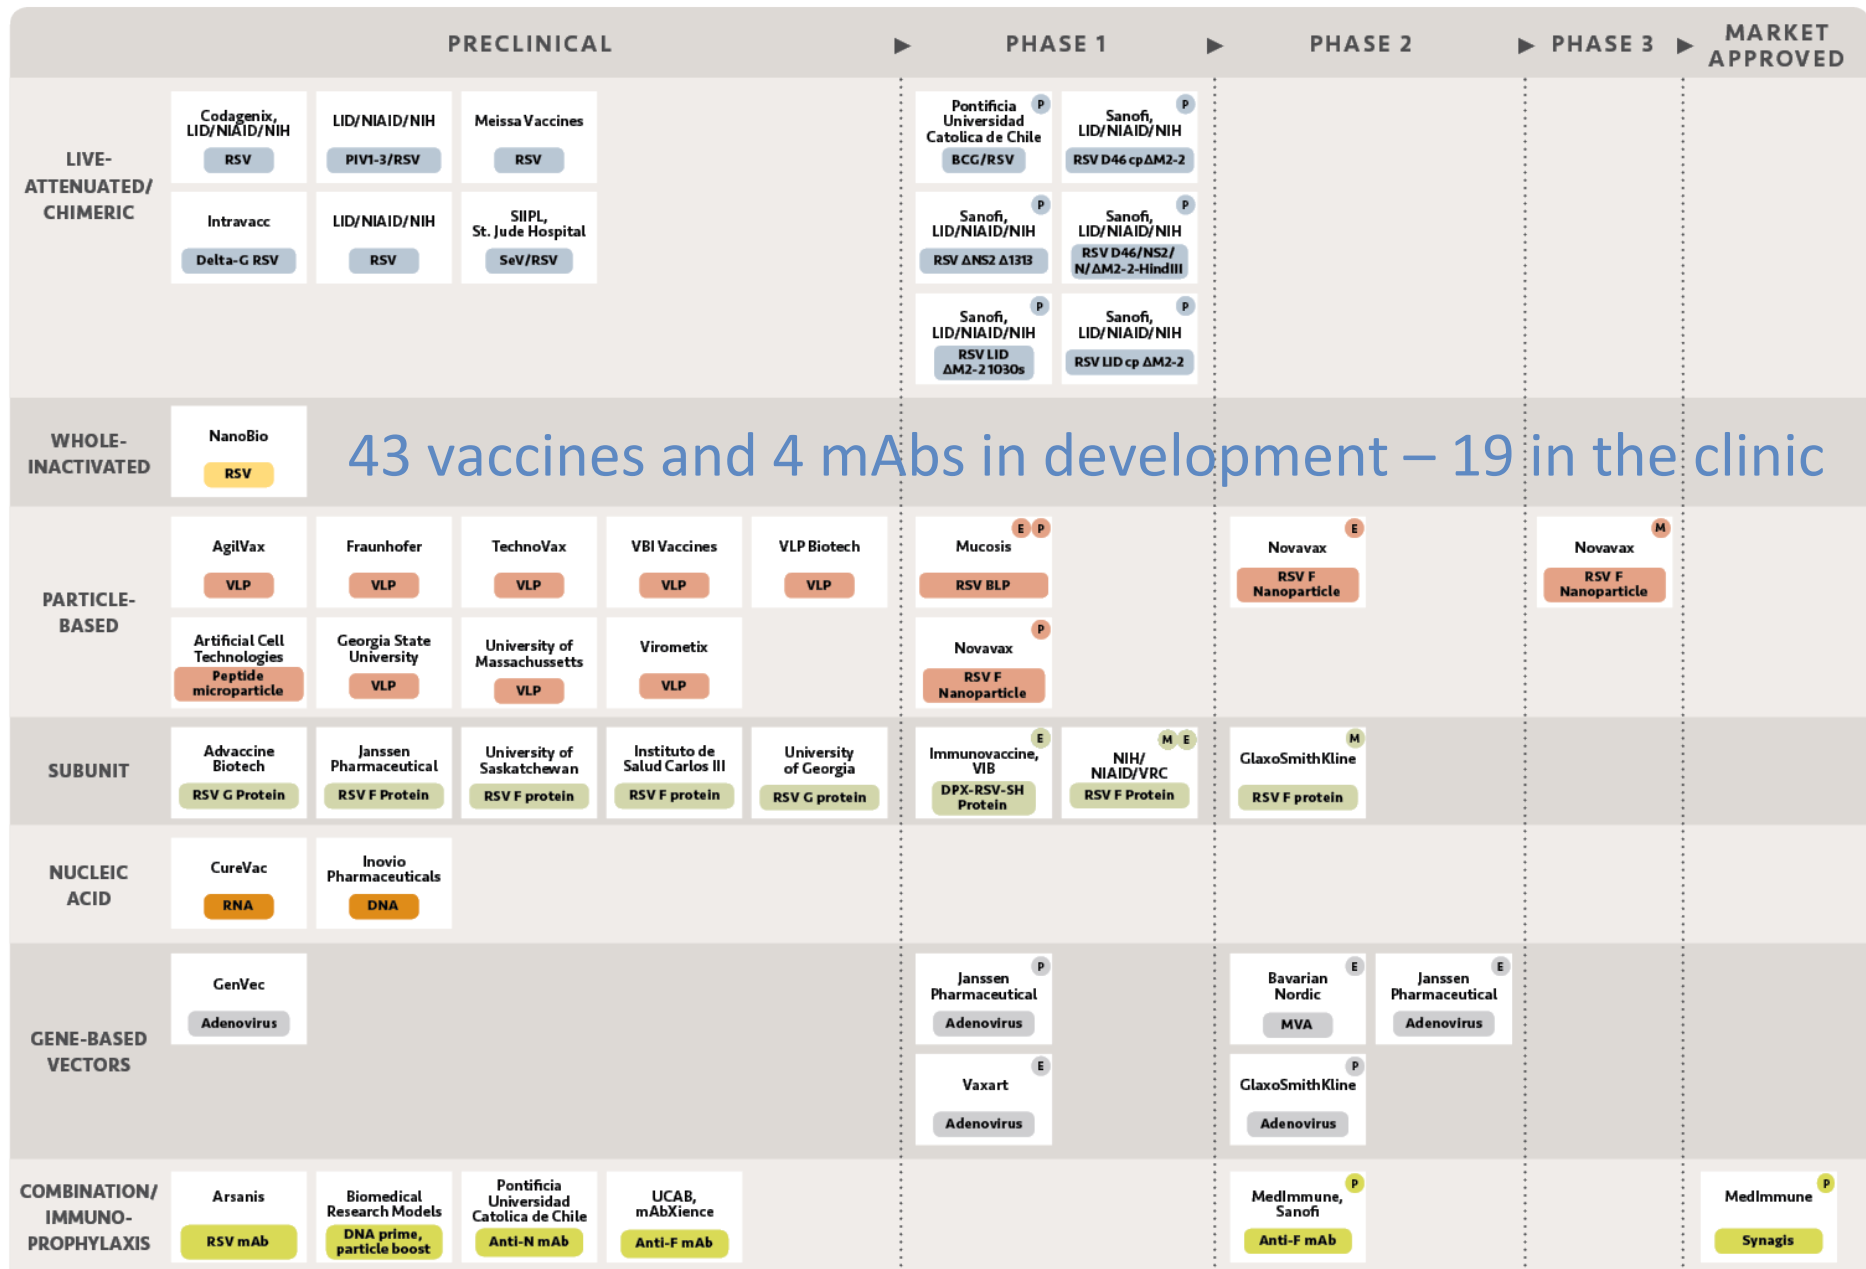 PRECLINICAL
PHASE 1
PHASE 2
PHASE 3
MARKET
APPROVED
LIVE-
ATTENUATED/
CHIMERIC
Codagenix,
LID/NIAID/NIH
RSV
LID/NIAID/NIH
PIV1-3/RSV
Meissa Vaccines
RSV
P
Pontificia
Universidad
Catolica de Chile
BCG/RSV
P
Sanofi,
LID/NIAID/NIH
RSV D46 cpΔM2-2
Intravacc
Delta-G RSV
LID/NIAID/NIH
RSV
SIIPL,
St. Jude Hospital
SeV/RSV
P
Sanofi,
LID/NIAID/NIH
RSV ΔNS2 Δ1313
P
Sanofi,
LID/NIAID/NIH
RSV D46/NS2/
N/ΔM2-2-HindIII
P
Sanofi,
LID/NIAID/NIH
RSV LID
ΔM2-2 1030s
P
Sanofi,
LID/NIAID/NIH
RSV LID cp ΔM2-2
WHOLE-
INACTIVATED
NanoBio
RSV
43 vaccines and 4 mAbs in development – 19 in the clinic
PARTICLE-
BASED
AgilVax
VLP
Fraunhofer
VLP
TechnoVax
VLP
VBI Vaccines
VLP
VLP Biotech
VLP
E P
Mucosis
RSV BLP
E
Novavax
RSV F
Nanoparticle
M
Novavax
RSV F
Nanoparticle
Artificial Cell
Technologies
Peptide
microparticle
Georgia State
University
VLP
University of
Massachussetts
VLP
Virometix
VLP
P
Novavax
RSV F
Nanoparticle
SUBUNIT
Advaccine
Biotech
RSV G Protein
Janssen
Pharmaceutical
RSV F Protein
University of
Saskatchewan
RSV F protein
Instituto de
Salud Carlos III
RSV F protein
University
of Georgia
RSV G protein
E
Immunovaccine,
VIB
DPX-RSV-SH
Protein
M E
NIH/
NIAID/VRC
RSV F Protein
M
GlaxoSmithKline
RSV F protein
NUCLEIC
ACID
CureVac
RNA
Inovio
Pharmaceuticals
DNA
GENE-BASED
VECTORS
GenVec
Adenovirus
P
Janssen
Pharmaceutical
Adenovirus
E
Bavarian
Nordic
MVA
E
Janssen
Pharmaceutical
Adenovirus
E
Vaxart
Adenovirus
P
GlaxoSmithKline
Adenovirus
COMBINATION/
IMMUNO-
PROPHYLAXIS
Arsanis
RSV mAb
Biomedical
Research Models
DNA prime,
particle boost
Pontificia
Universidad
Catolica de Chile
Anti-N mAb
UCAB,
mAbXience
Anti-F mAb
P
MedImmune,
Sanofi
Anti-F mAb
P
MedImmune
Synagis